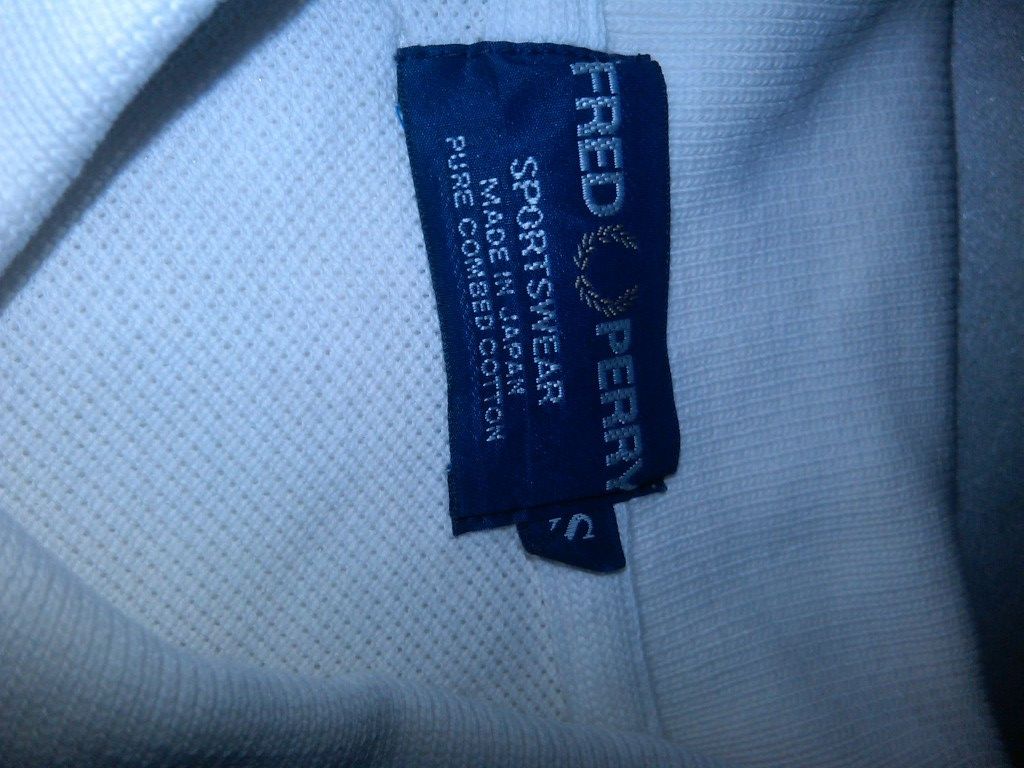 FRED PERRY
SPORTSWEAR
MADE IN JAPAN
PURE COMBED COTTON
S